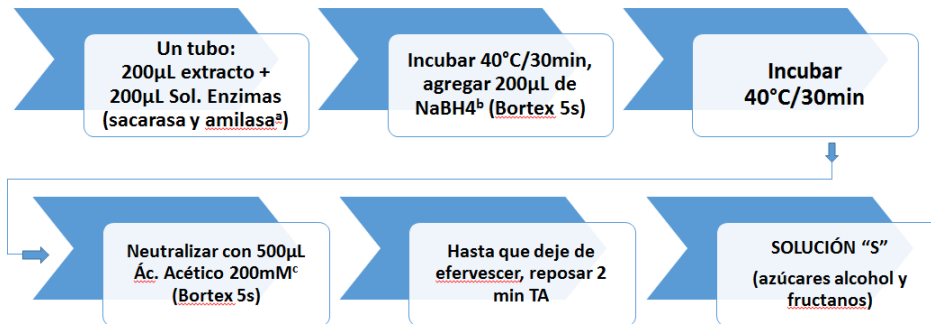 Un tubo:
200µL extracto +
200µL Sol. Enzimas
(sacarasa y amilasaᵃ)
Incubar 40°C/30min,
agregar 200µL de
NaBH4ᵇ (Bortex 5s)
Incubar
40°C/30min
Neutralizar con 500µL
Ác. Acético 200mMᶜ
(Bortex 5s)
Hasta que deje de
efervescer, reposar 2
min TA
SOLUCIÓN “S”
(azúcares alcohol y
fructanos)